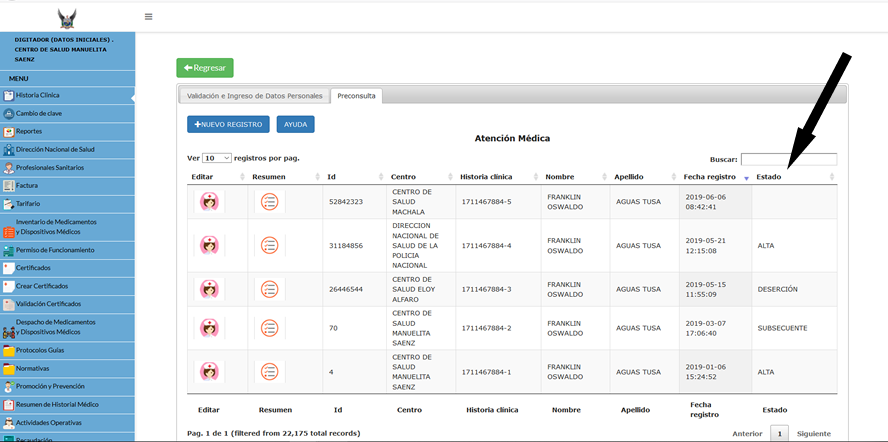 DIGITADOR (DATOS INICIALES) .
CENTRO DE SALUD MANUELITA
SAENZ
MENU
Historia Clínica
Cambio de clave
Reportes
Dirección Nacional de Salud
Profesionales Sanitarios
Factura
Tarifario
Inventario de Medicamentos
y Dispositivos Médicos
Permiso de Funcionamiento
Certificados
Crear Certificados
Validación Certificados
Despacho de Medicamentos
y Dispositivos Médicos
Protocolos Guías
Normativas
Promoción y Prevención
Resumen de Historial Médico
Actividades Operativas
Recaudación
Regresar
Validación e Ingreso de Datos Personales Preconsulta
NUEVO REGISTRO AYUDA
Atención Médica
Ver 10 registros por pag. Buscar:
Editar Resumen Id Centro Historia clínica Nombre Apellido Fecha registro Estado
52842323 CENTRO DE SALUD MACHALA 1711467884-5 FRANKLIN OSWALDO AGUAS TUSA 2019-06-06 08:42:41
31184856 DIRECCION NACIONAL DE SALUD DE LA POLICIA NACIONAL 1711467884-4 FRANKLIN OSWALDO AGUAS TUSA 2019-05-21 12:15:08 ALTA
26446544 CENTRO DE SALUD ELOY ALFARO 1711467884-3 FRANKLIN OSWALDO AGUAS TUSA 2019-05-15 11:55:09 DESERCIÓN
70 CENTRO DE SALUD MANUELITA SAENZ 1711467884-2 FRANKLIN OSWALDO AGUAS TUSA 2019-03-07 17:06:40 SUBSECUENTE
4 CENTRO DE SALUD MANUELITA SAENZ 1711467884-1 FRANKLIN OSWALDO AGUAS TUSA 2019-01-06 15:24:52 ALTA
Editar Resumen Id Centro Historia clínica Nombre Apellido Fecha registro Estado
Pag. 1 de 1 (filtered from 22,175 total records) Anterior 1 Siguiente